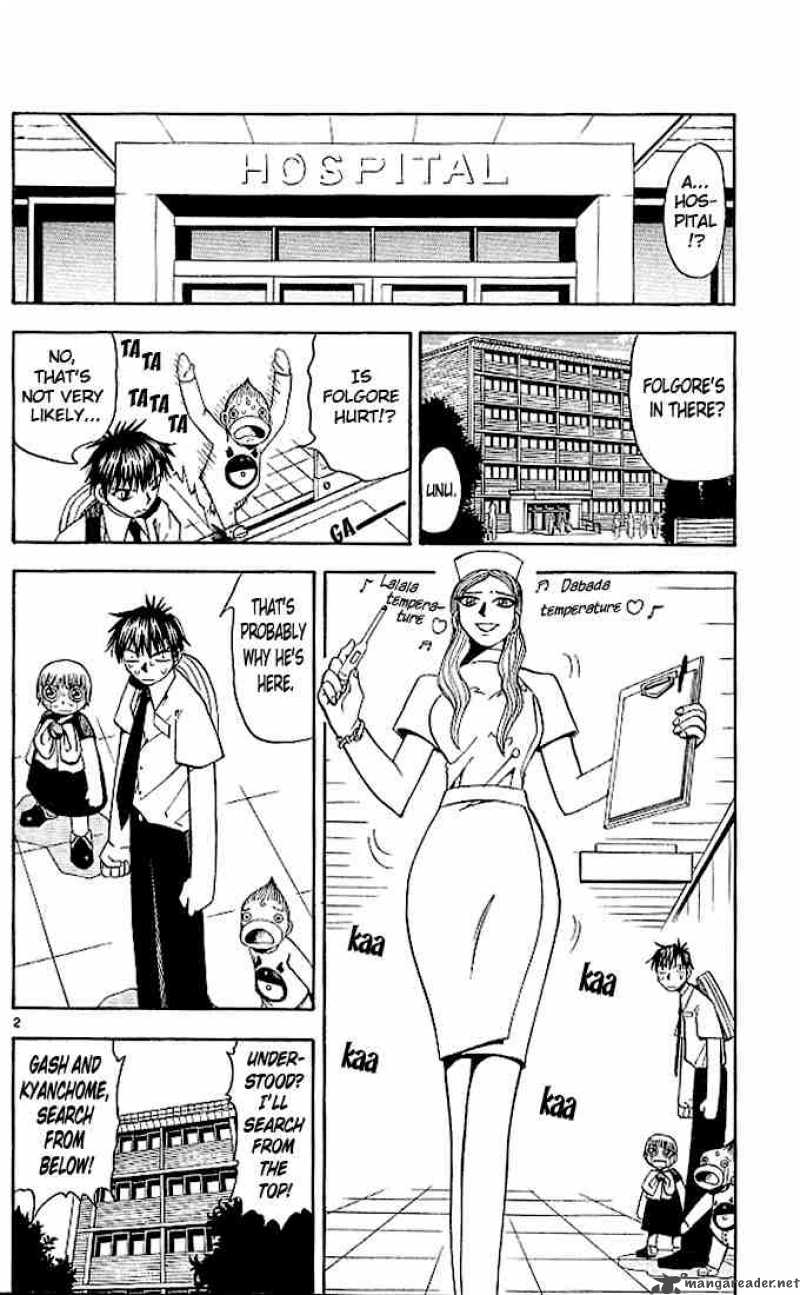 HOSPITAL
A...
HOS-
PITAL
!?
FOLGORE'S
IN THERE?
UNU.
IS
FOLGORE
HURT!?
TA
TA
TA
TA
TA
NO,
THAT'S
NOT VERY
LIKELY...
GA
♫ Dabada
temperature ♡ ♪
♪ Lalala
tempera-
ture ♡
♬
kaa
kaa
kaa
kaa
THAT'S
PROBABLY
WHY HE'S
HERE.
2
UNDER-
STOOD?
I'LL
SEARCH
FROM
THE
TOP!
GASH AND
KYANCHOME,
SEARCH
FROM
BELOW!
mangareader.net